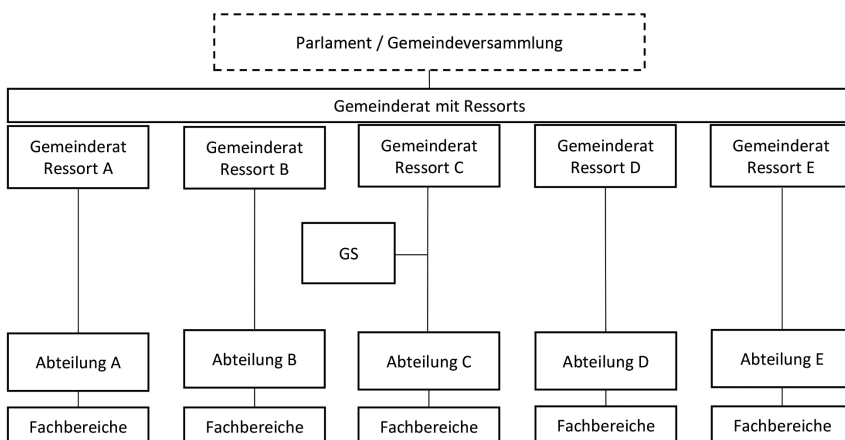 Parlament / Gemeindeversammlung
Gemeinderat mit Ressorts
Gemeinderat
Ressort A
Gemeinderat
Ressort B
Gemeinderat
Ressort C
Gemeinderat
Ressort D
Gemeinderat
Ressort E
GS
Abteilung A
Abteilung B
Abteilung C
Abteilung D
Abteilung E
Fachbereiche
Fachbereiche
Fachbereiche
Fachbereiche
Fachbereiche